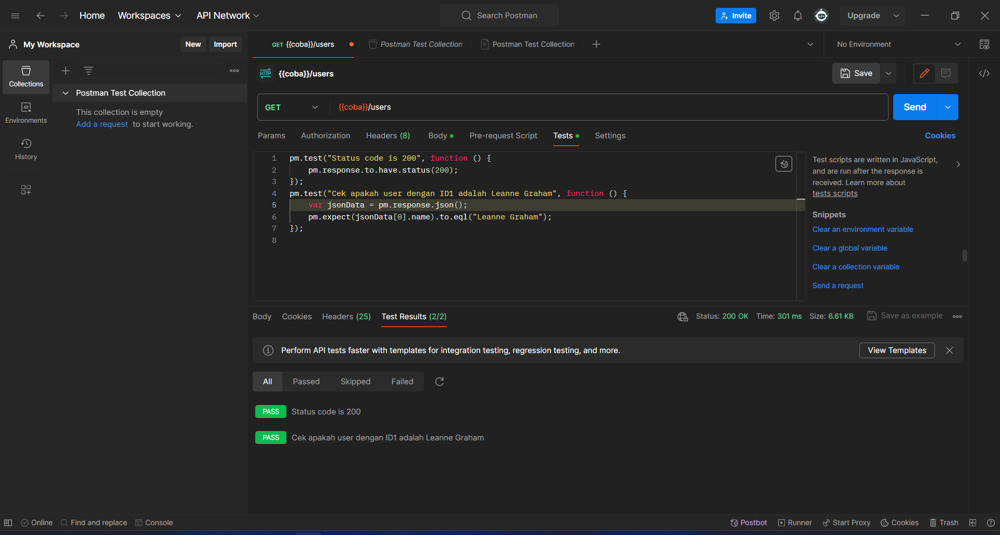 Home Workspaces API Network Search Postman Invite Upgrade
My Workspace New Import GET {{coba}}/users Postman Test Collection Postman Test Collection No Environment
Collections
Environments
History
Postman Test Collection
This collection is empty
Add a request to start working.
HTTP {{coba}}/users Save
GET {{coba}}/users Send
Params Authorization Headers (8) Body Pre-request Script Tests Settings Cookies
1 pm.test("Status code is 200", function () {
2 pm.response.to.have.status(200);
3 });
4 pm.test("Cek apakah user dengan ID1 adalah Leanne Graham", function () {
5 var jsonData = pm.response.json();
6 pm.expect(jsonData[0].name).to.eql("Leanne Graham");
7 });
8
Test scripts are written in JavaScript,
and are run after the response is
received. Learn more about
tests scripts
Snippets
Clear an environment variable
Clear a global variable
Clear a collection variable
Send a request
Body Cookies Headers (25) Test Results (2/2) Status: 200 OK Time: 301 ms Size: 6.61 KB Save as example
Perform API tests faster with templates for integration testing, regression testing, and more. View Templates
All Passed Skipped Failed
PASS Status code is 200
PASS Cek apakah user dengan ID1 adalah Leanne Graham
Online Find and replace Console Postbot Runner Start Proxy Cookies Trash